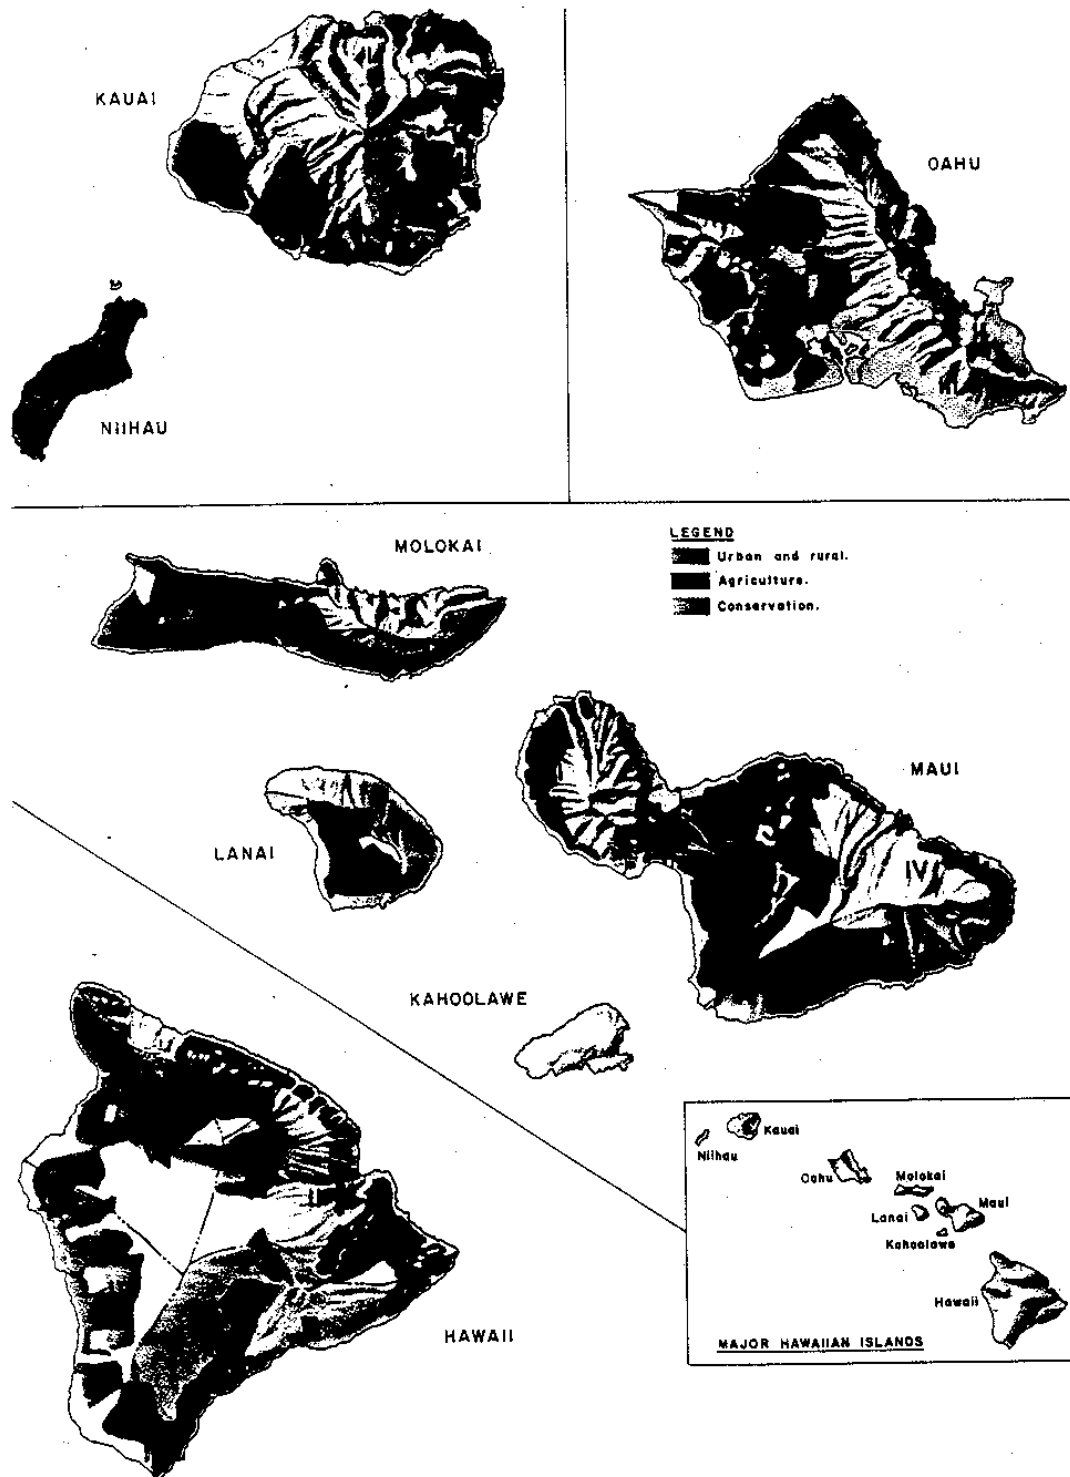 KAUAI
OAHU
NIIHAU
MOLOKAI
LEGEND
Urban and rural.
Agriculture.
Conservation.
MAUI
LANAI
IV
KAHOOLAWE
HAWAII
Kauai
Niihau
Oahu
Molokai
Lanai
Maui
Kahoolawe
Hawaii
MAJOR HAWAIIAN ISLANDS